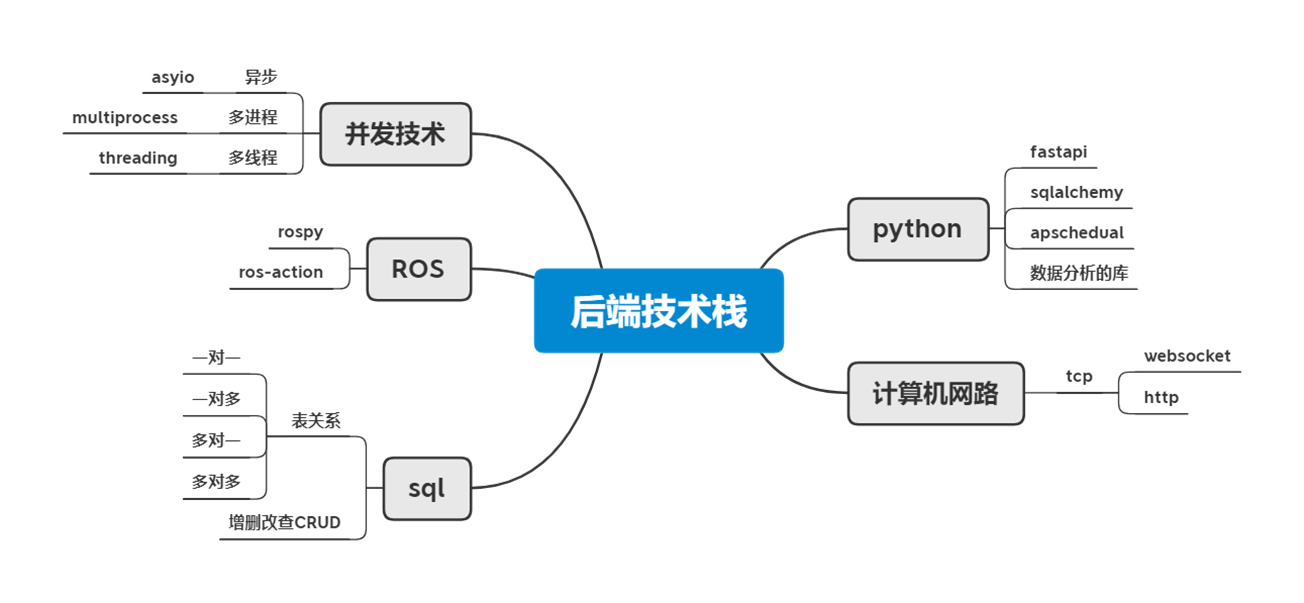 后端技术栈
python
fastapi
sqlalchemy
apschedual
数据分析的库
计算机网路
tcp
websocket
http
并发技术
异步
asyio
多进程
multiprocess
多线程
threading
ROS
rospy
ros-action
sql
表关系
一对一
一对多
多对一
多对多
增删改查CRUD